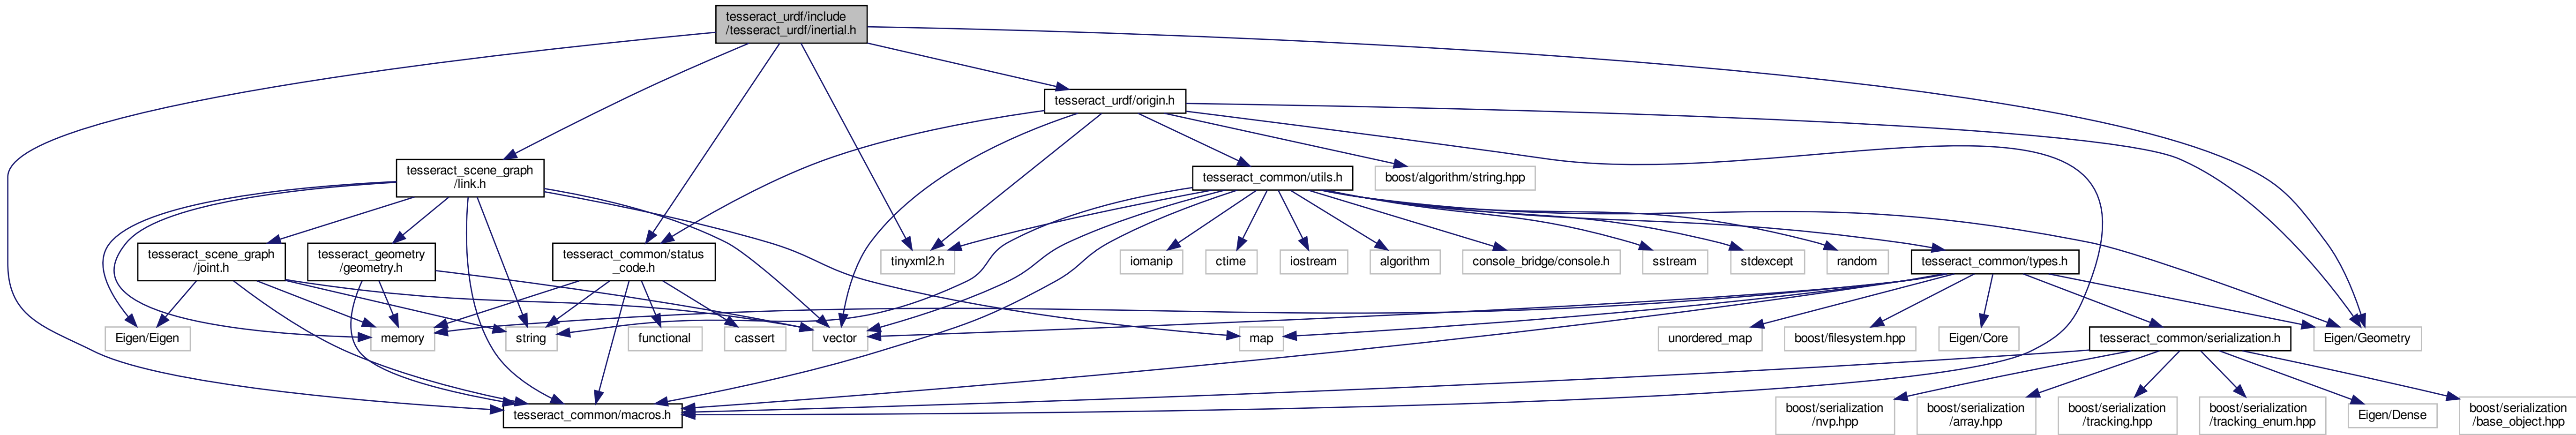 tesseract_urdf/include
/tesseract_urdf/inertial.h
tesseract_urdf/origin.h
tesseract_scene_graph
/link.h
tesseract_common/utils.h
boost/algorithm/string.hpp
tesseract_scene_graph
/joint.h
tesseract_geometry
/geometry.h
tesseract_common/status
_code.h
tinyxml2.h
iomanip
ctime
iostream
algorithm
console_bridge/console.h
sstream
stdexcept
random
tesseract_common/types.h
Eigen/Eigen
memory
string
functional
cassert
vector
map
unordered_map
boost/filesystem.hpp
Eigen/Core
tesseract_common/serialization.h
Eigen/Geometry
tesseract_common/macros.h
boost/serialization
/nvp.hpp
boost/serialization
/array.hpp
boost/serialization
/tracking.hpp
boost/serialization
/tracking_enum.hpp
Eigen/Dense
boost/serialization
/base_object.hpp